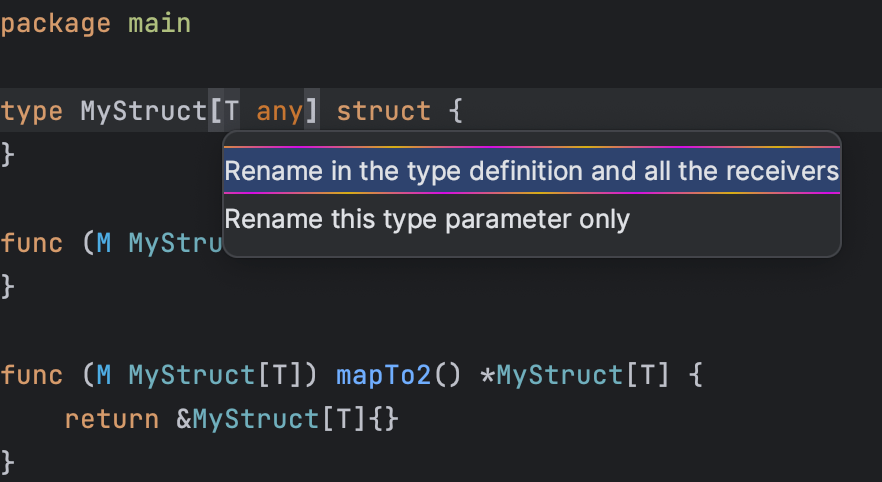 package main
type MyStruct[T any] struct {
}
Rename in the type definition and all the receivers
Rename this type parameter only
func (M MyStru
}
func (M MyStruct[T]) mapTo2() *MyStruct[T] {
    return &MyStruct[T]{}
}